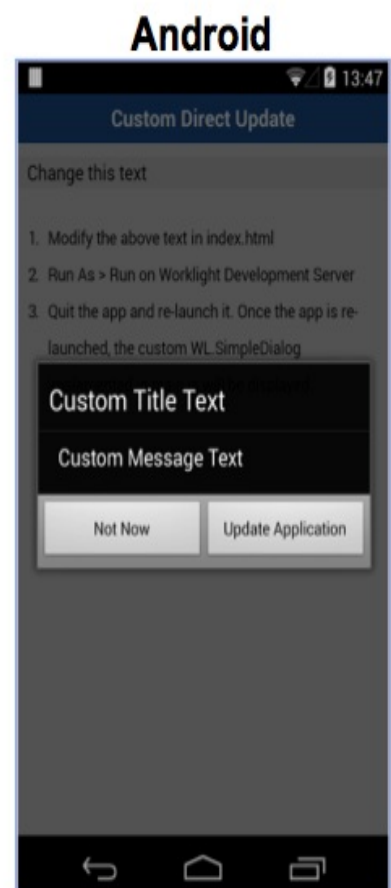 Android
13:47
Custom Direct Update
Change this text
1. Modify the above text in index.html
2. Run As > Run on Worklight Development Server
3. Quit the app and re-launch it. Once the app is re-
launched, the custom WL.SimpleDialog
Custom Title Text
Custom Message Text
Not Now
Update Application